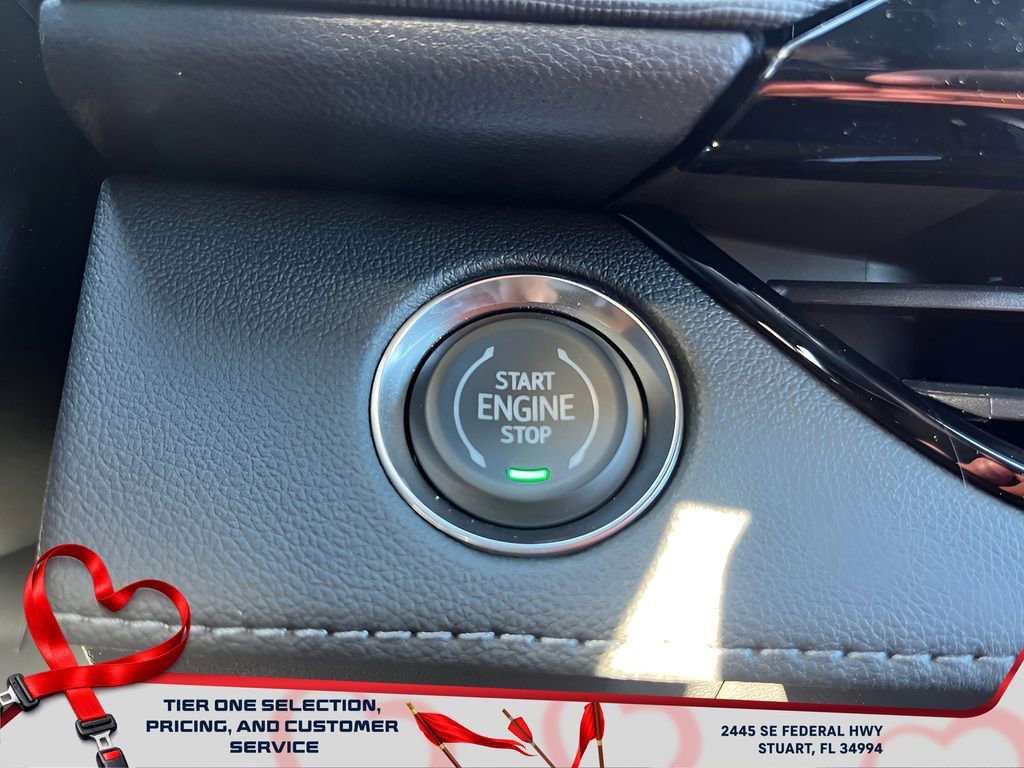 START
ENGINE
STOP
TIER ONE SELECTION,
PRICING, AND CUSTOMER
SERVICE
2445 SE FEDERAL HWY
STUART, FL 34994